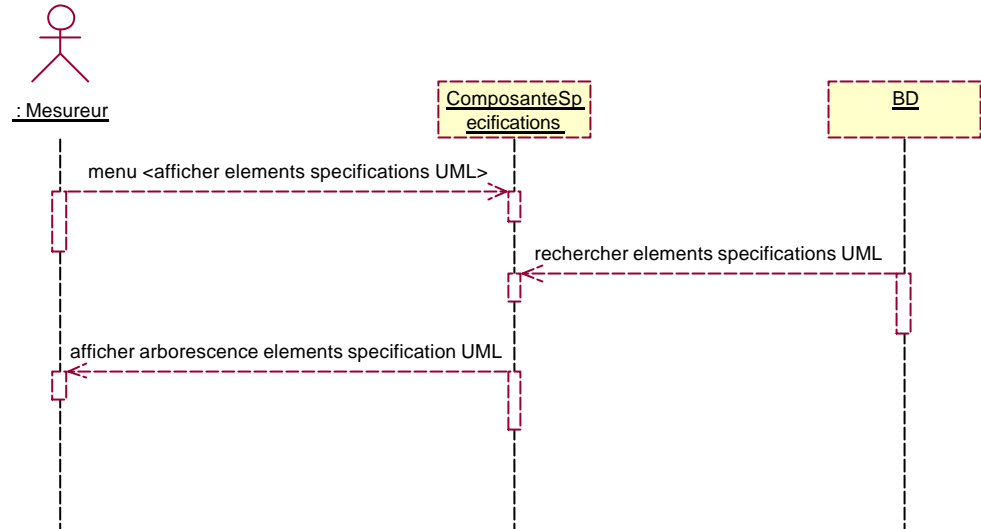 : Mesureur
ComposanteSp
ecifications
BD
menu <afficher elements specifications UML>
rechercher elements specifications UML
afficher arborescence elements specification UML